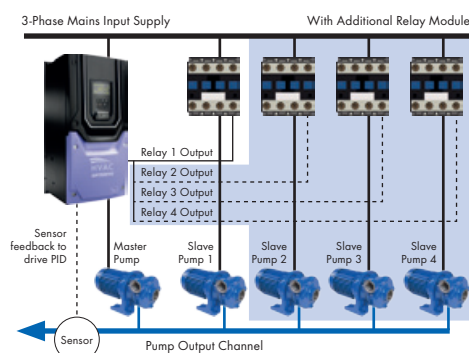 3-Phase Mains Input Supply
With Additional Relay Module
HVAC
Relay 1 Output
Relay 2 Output
Relay 3 Output
Relay 4 Output
Sensor
feedback to
drive PID
Master
Pump
Slave
Pump 1
Slave
Pump 2
Slave
Pump 3
Slave
Pump 4
Sensor
Pump Output Channel